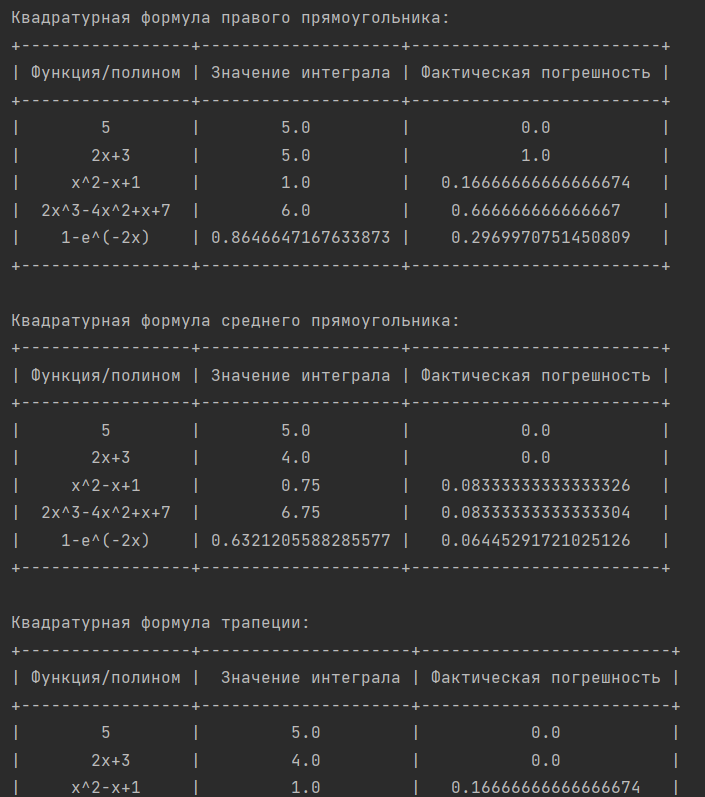 Квадратурная формула правого прямоугольника:
+-----------------+--------------------+-------------------------+
| Функция/полином | Значение интеграла | Фактическая погрешность |
+-----------------+--------------------+-------------------------+
|        5        |        5.0         |           0.0           |
|       2x+3      |        5.0         |           1.0           |
|     x^2-x+1     |        1.0         |   0.16666666666666674   |
|  2x^3-4x^2+x+7  |        6.0         |    0.666666666666667    |
|    1-e^(-2x)    | 0.8646647167633873 |    0.2969970751450809   |
+-----------------+--------------------+-------------------------+
Квадратурная формула среднего прямоугольника:
+-----------------+--------------------+-------------------------+
| Функция/полином | Значение интеграла | Фактическая погрешность |
+-----------------+--------------------+-------------------------+
|        5        |        5.0         |           0.0           |
|       2x+3      |        4.0         |           0.0           |
|     x^2-x+1     |        0.75        |   0.08333333333333326   |
|  2x^3-4x^2+x+7  |        6.75        |   0.08333333333333304   |
|    1-e^(-2x)    | 0.6321205588285577 |   0.06445291721025126   |
+-----------------+--------------------+-------------------------+
Квадратурная формула трапеции:
+-----------------+---------------------+-------------------------+
| Функция/полином |  Значение интеграла | Фактическая погрешность |
+-----------------+---------------------+-------------------------+
|        5        |         5.0         |           0.0           |
|       2x+3      |         4.0         |           0.0           |
|     x^2-x+1     |         1.0         |   0.16666666666666674   |